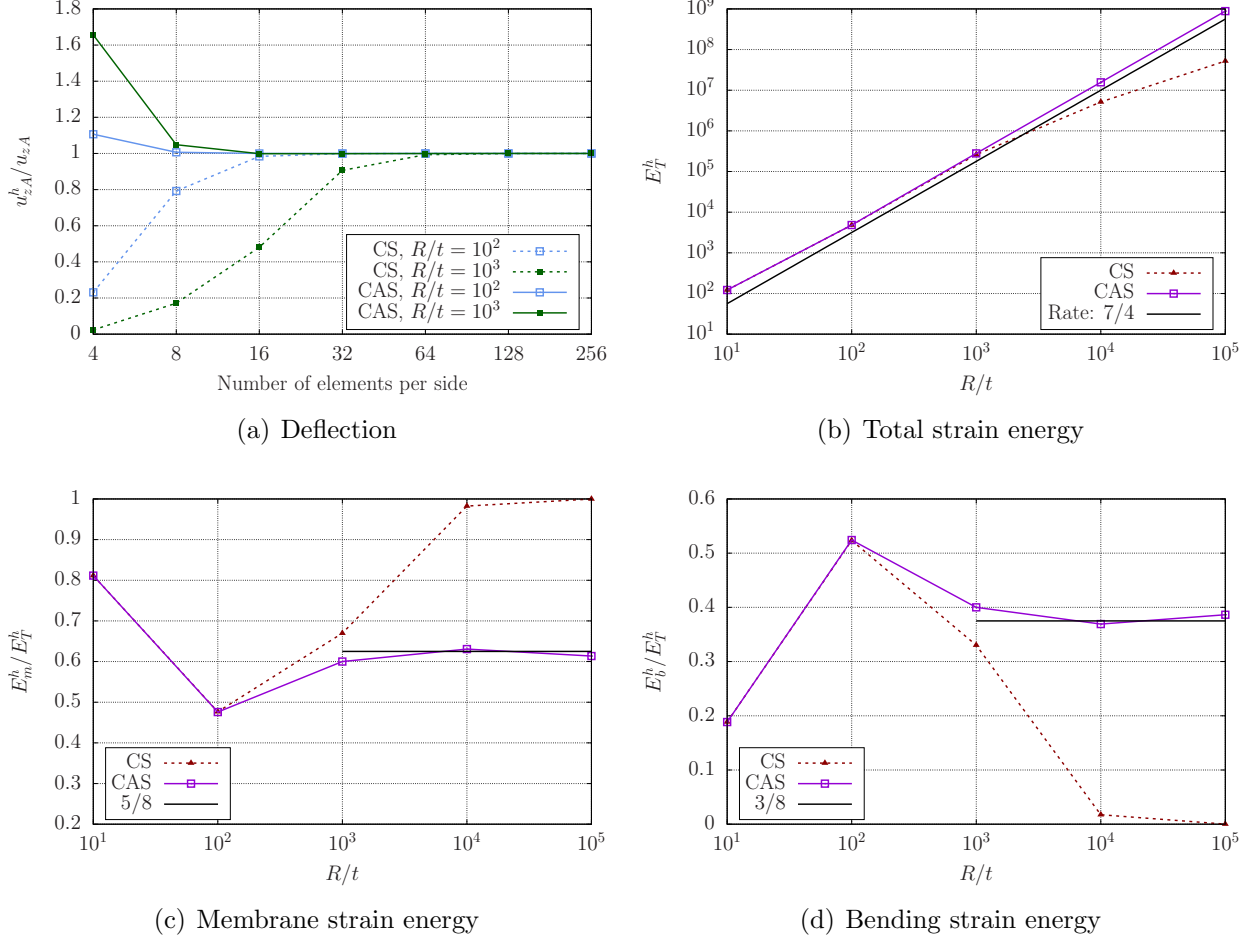 1.8
1.6
1.4
1.2
1
0.8
0.6
0.4
0.2
0
4 8 16 32 64 128 256
u^h_{zA}/u_{zA}
Number of elements per side
CS, R/t = 10^2
CS, R/t = 10^3
CAS, R/t = 10^2
CAS, R/t = 10^3
(a) Deflection
10^9
10^8
10^7
10^6
10^5
10^4
10^3
10^2
10^1
10^1 10^2 10^3 10^4 10^5
E^h_T
R/t
CS
CAS
Rate: 7/4
(b) Total strain energy
1
0.9
0.8
0.7
0.6
0.5
0.4
0.3
0.2
10^1 10^2 10^3 10^4 10^5
E^h_m/E^h_T
R/t
CS
CAS
5/8
(c) Membrane strain energy
0.6
0.5
0.4
0.3
0.2
0.1
0
10^1 10^2 10^3 10^4 10^5
E^h_b/E^h_T
R/t
CS
CAS
3/8
(d) Bending strain energy